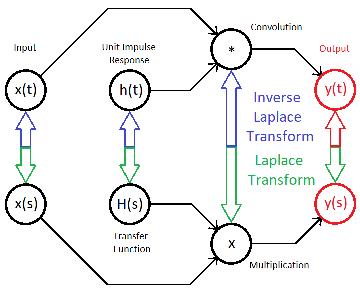 Input
Unit Impulse
Response
Convolution
Output
x(t)
h(t)
*
y(t)
Inverse
Laplace
Transform
Laplace
Transform
x(s)
H(s)
x
y(s)
Transfer
Function
Multiplication